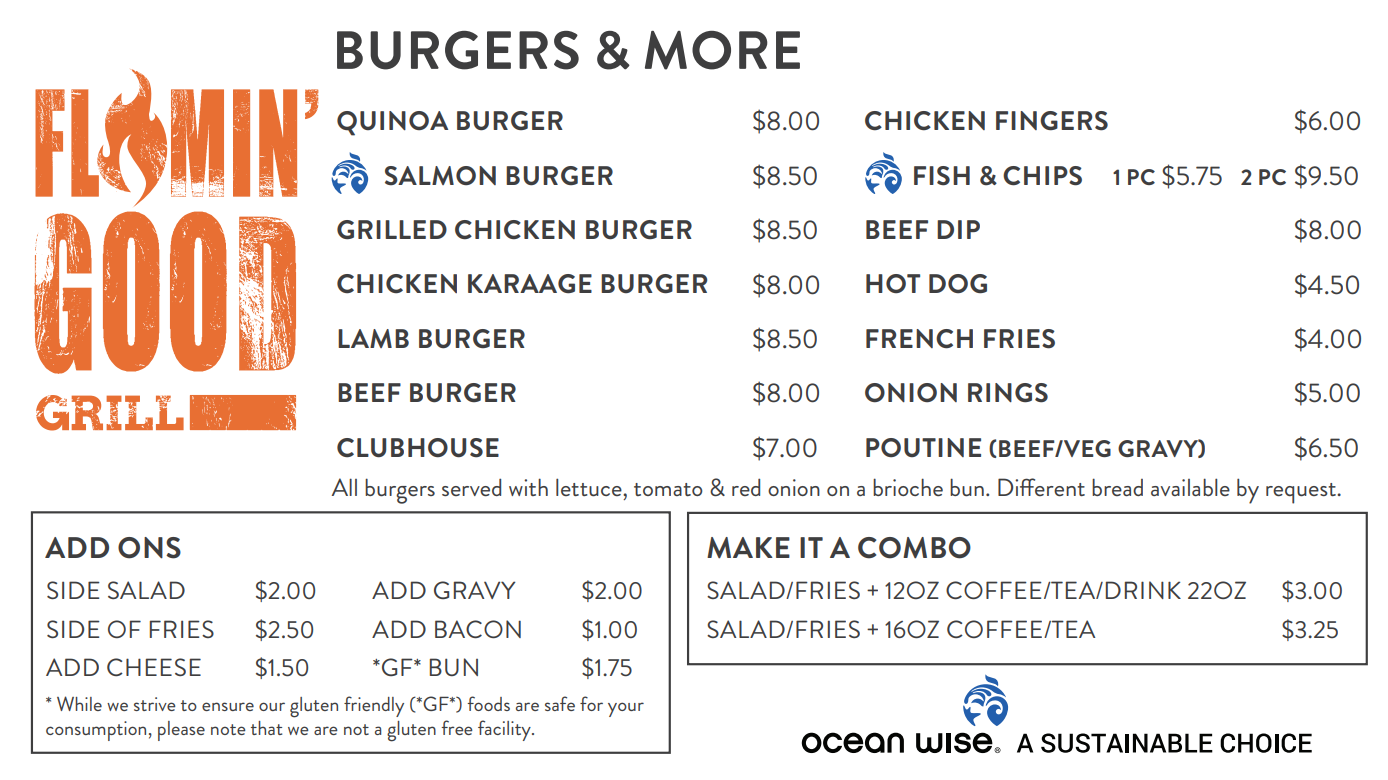 BURGERS & MORE
FLAMIN'
GOOD
GRILL
QUINOA BURGER $8.00
SALMON BURGER $8.50
GRILLED CHICKEN BURGER $8.50
CHICKEN KARAAGE BURGER $8.00
LAMB BURGER $8.50
BEEF BURGER $8.00
CLUBHOUSE $7.00
CHICKEN FINGERS $6.00
FISH & CHIPS 1 PC $5.75 2 PC $9.50
BEEF DIP $8.00
HOT DOG $4.50
FRENCH FRIES $4.00
ONION RINGS $5.00
POUTINE (BEEF/VEG GRAVY) $6.50
All burgers served with lettuce, tomato & red onion on a brioche bun. Different bread available by request.
ADD ONS
SIDE SALAD $2.00
SIDE OF FRIES $2.50
ADD CHEESE $1.50
ADD GRAVY $2.00
ADD BACON $1.00
*GF* BUN $1.75
* While we strive to ensure our gluten friendly (*GF*) foods are safe for your
consumption, please note that we are not a gluten free facility.
MAKE IT A COMBO
SALAD/FRIES + 12OZ COFFEE/TEA/DRINK 22OZ $3.00
SALAD/FRIES + 16OZ COFFEE/TEA $3.25
ocean wise® A SUSTAINABLE CHOICE